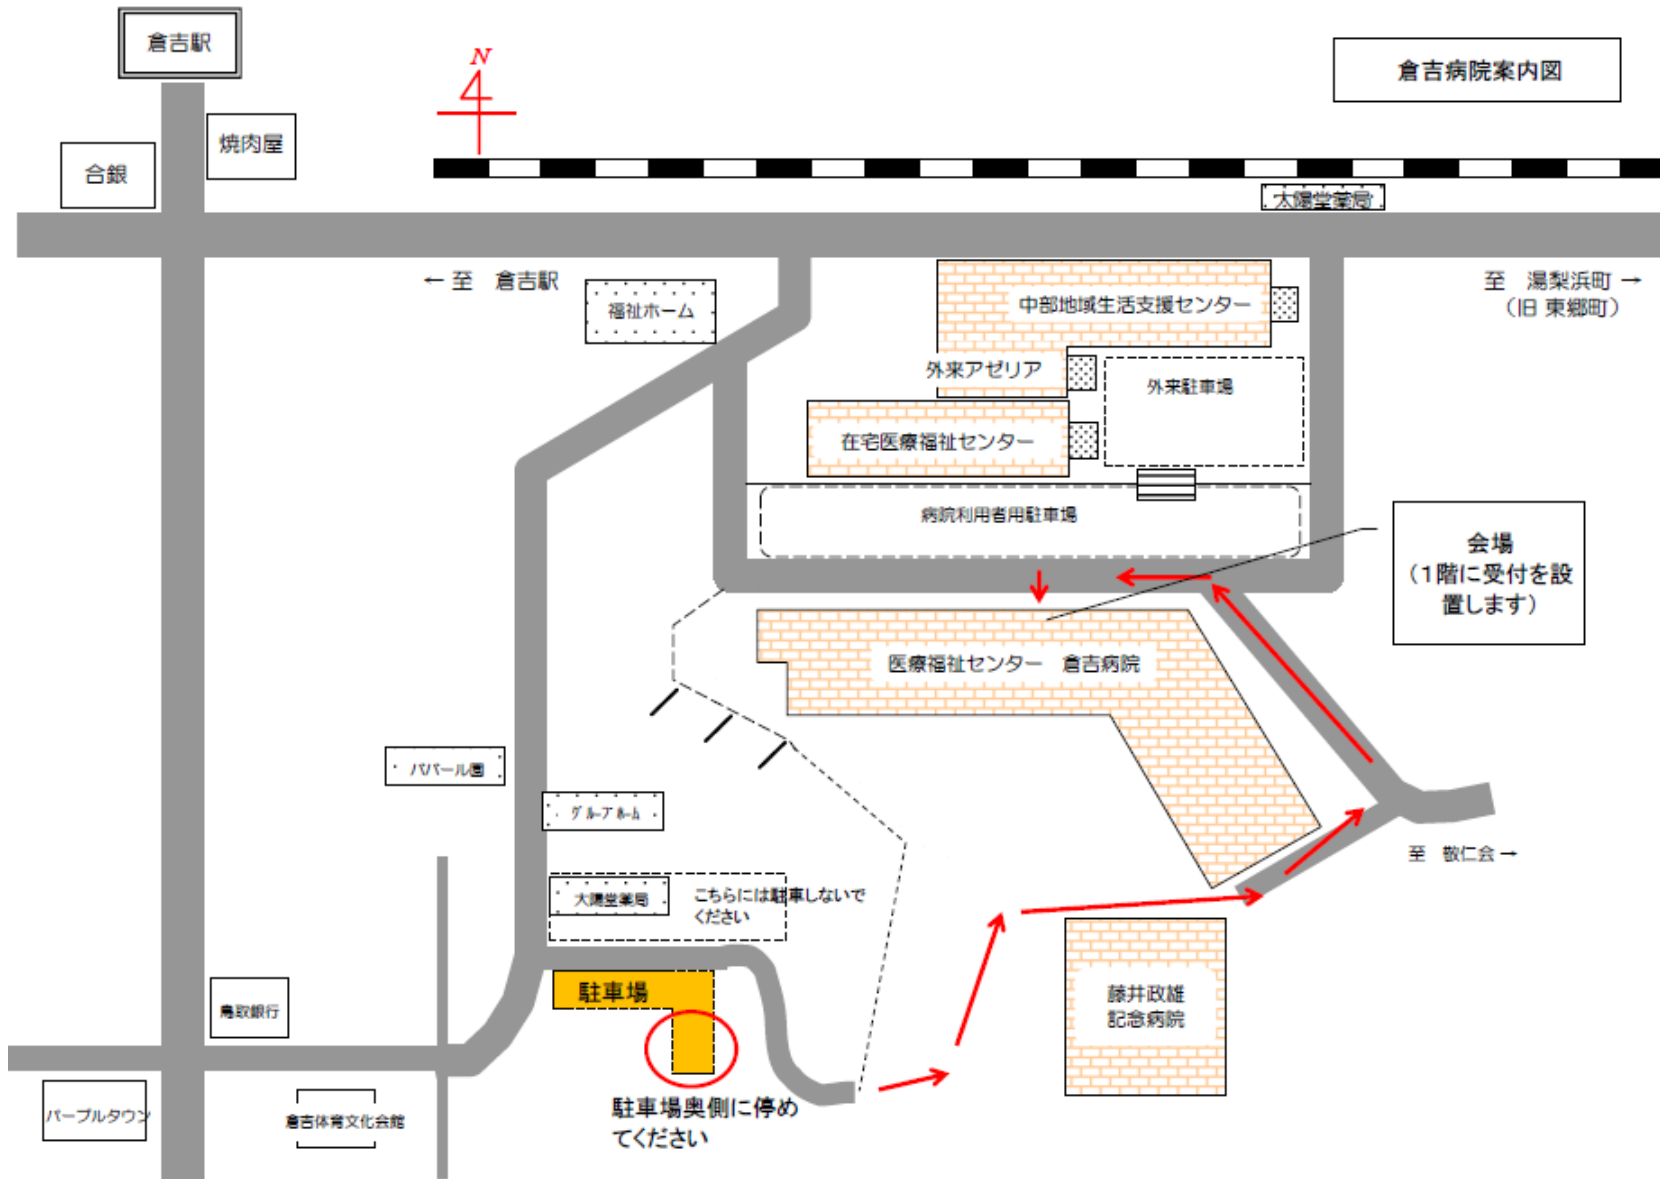 倉吉駅
N
倉吉病院案内図
焼肉屋
合銀
太陽堂薬局
← 至　倉吉駅
福祉ホーム
中部地域生活支援センター
至　湯梨浜町 →
（旧 東郷町）
外来アゼリア
外来駐車場
在宅医療福祉センター
病院利用者用駐車場
会場
（１階に受付を設
置します）
医療福祉センター　倉吉病院
ババール園
ｸﾞﾙｰﾌﾟﾎｰﾑ
至　敬仁会 →
大陽堂薬局
こちらには駐車しないで
ください
駐車場
鳥取銀行
藤井政雄
記念病院
パープルタウン
倉吉体育文化会館
駐車場奥側に停め
てください